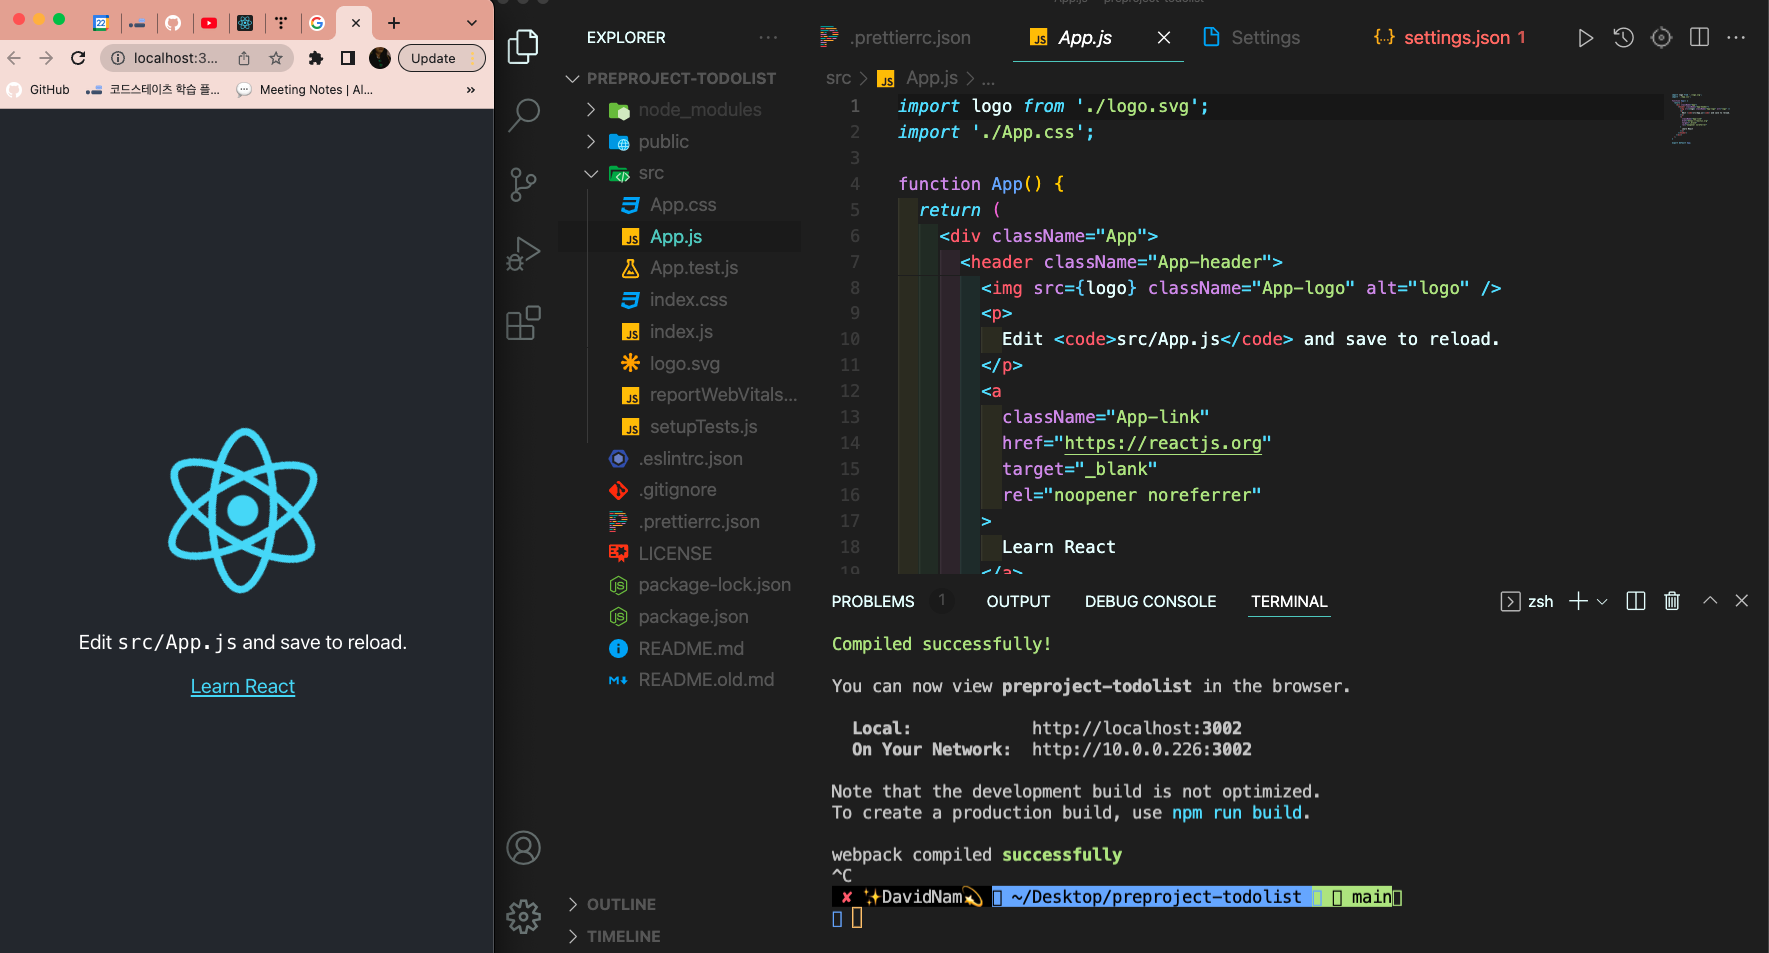 22
localhost:3...
Update
GitHub
코드스테이츠 학습 플...
Meeting Notes | Al...
»
Edit src/App.js and save to reload.
Learn React
EXPLORER
PREPROJECT-TODOLIST
node_modules
public
src
App.css
App.js
App.test.js
index.css
index.js
logo.svg
reportWebVitals...
setupTests.js
.eslintrc.json
.gitignore
.prettierrc.json
LICENSE
package-lock.json
package.json
README.md
README.old.md
OUTLINE
TIMELINE
.prettierrc.json
App.js
Settings
settings.json 1
src > App.js > ...
1 import logo from './logo.svg';
2 import './App.css';
3
4 function App() {
5 return (
6 <div className="App">
7 <header className="App-header">
8 <img src={logo} className="App-logo" alt="logo" />
9 <p>
10 Edit <code>src/App.js</code> and save to reload.
11 </p>
12 <a
13 className="App-link"
14 href="https://reactjs.org"
15 target="_blank"
16 rel="noopener noreferrer"
17 >
18 Learn React
19 </a>
PROBLEMS 1 OUTPUT DEBUG CONSOLE TERMINAL
zsh
Compiled successfully!
You can now view preproject-todolist in the browser.
Local: http://localhost:3002
On Your Network: http://10.0.0.226:3002
Note that the development build is not optimized.
To create a production build, use npm run build.
webpack compiled successfully
^C
✘ ✨DavidNam💫 ~/Desktop/preproject-todolist main